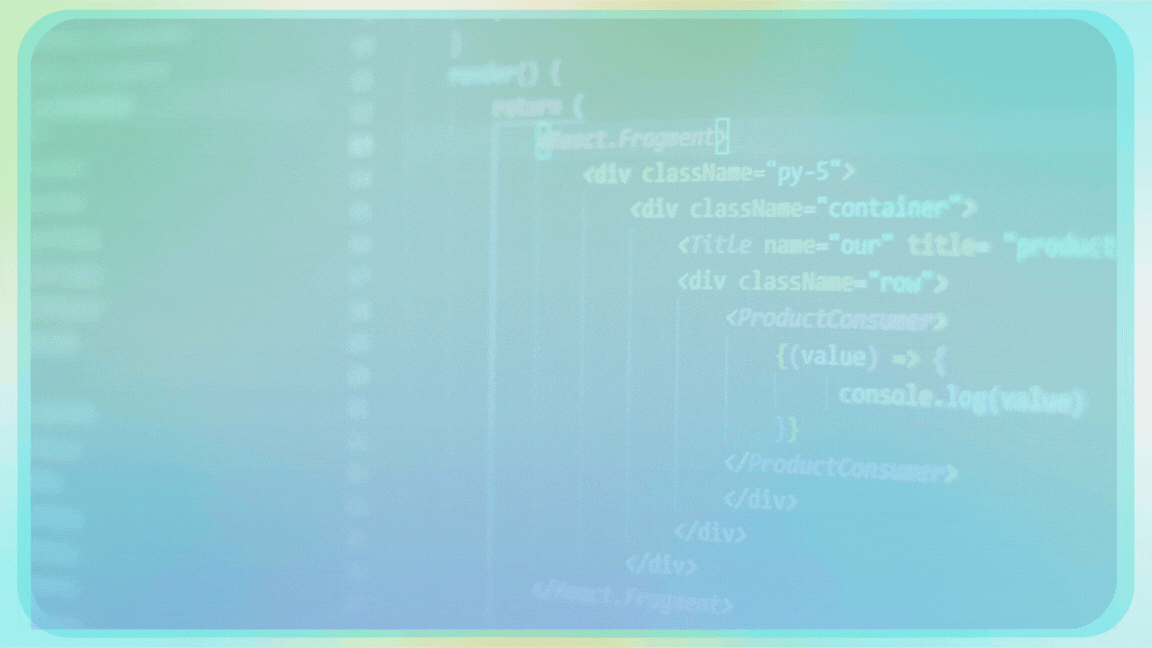 }
render() {
return (
<React.Fragment>
<div className="py-5">
<div className="container">
<Title name="our" title= "product
<div className="row">
<ProductConsumer>
{(value) => {
console.log(value)
}}
</ProductConsumer>
</div>
</div>
</div>
</React.Fragment>